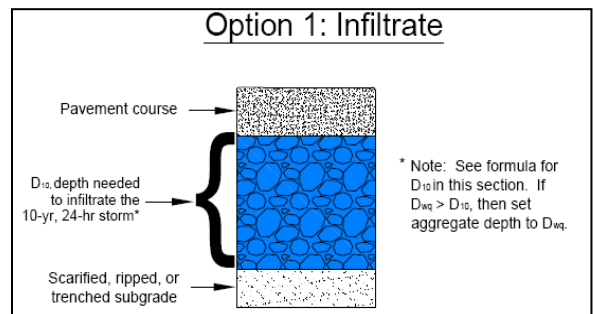 Option 1: Infiltrate
Pavement course
D10, depth needed
to infiltrate the
10-yr, 24-hr storm*
Scarified, ripped, or
trenched subgrade
* Note: See formula for
D10 in this section. If
Dwq > D10, then set
aggregate depth to Dwq.